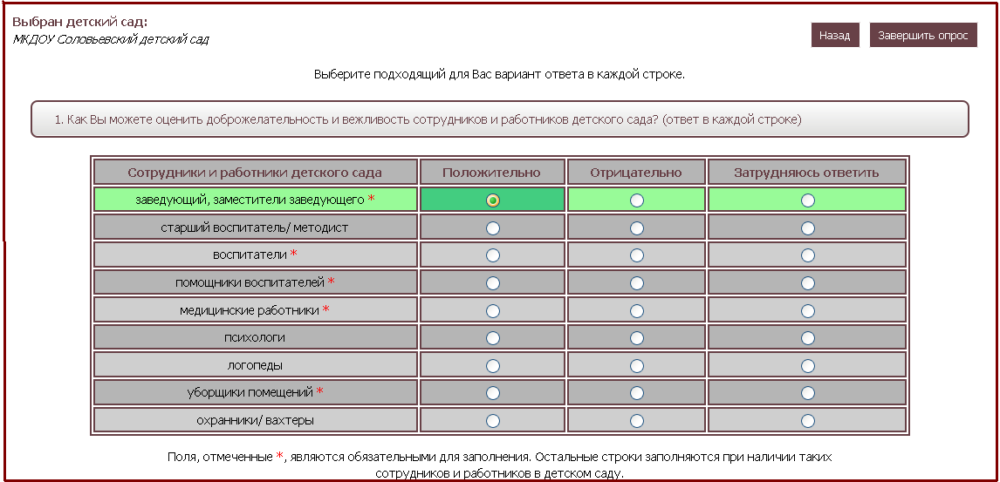 Выбран детский сад:
МКДОУ Соловьевский детский сад
Назад
Завершить опрос
Выберите подходящий для Вас вариант ответа в каждой строке.
1. Как Вы можете оценить доброжелательность и вежливость сотрудников и работников детского сада? (ответ в каждой строке)
Сотрудники и работники детского сада Положительно Отрицательно Затрудняюсь ответить
заведующий, заместители заведующего *
старший воспитатель/ методист
воспитатели *
помощники воспитателей *
медицинские работники *
психологи
логопеды
уборщики помещений *
охранники/ вахтеры
Поля, отмеченные *, являются обязательными для заполнения. Остальные строки заполняются при наличии таких
сотрудников и работников в детском саду.